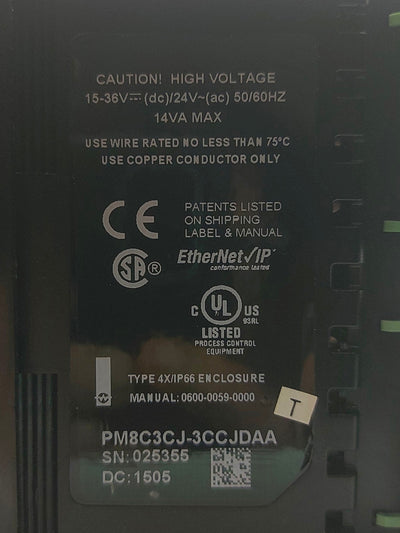 CAUTION! HIGH VOLTAGE
15-36V⎓(dc)/24V~(ac) 50/60HZ
14VA MAX
USE WIRE RATED NO LESS THAN 75°C
USE COPPER CONDUCTOR ONLY
CE
PATENTS LISTED
ON SHIPPING
LABEL & MANUAL
SA®
EtherNet/IP
conformance tested
C UL US
93RL
LISTED
PROCESS CONTROL
EQUIPMENT
TYPE 4X/IP66 ENCLOSURE
MANUAL: 0600-0059-0000
T
PM8C3CJ-3CCJDAA
SN: 025355
DC: 1505